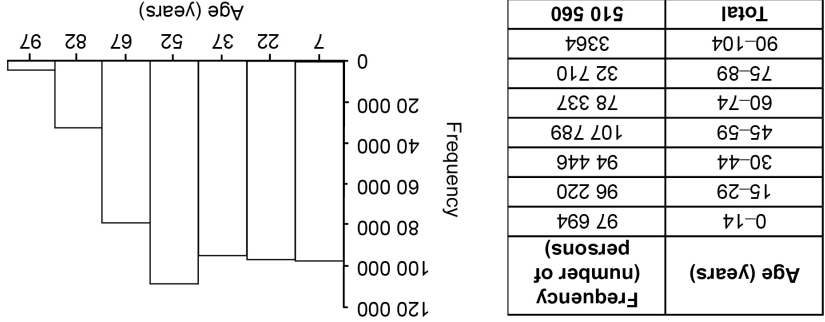 Age (years)	Frequency (number of persons)
0–14	97 694
15–29	96 220
30–44	94 446
45–59	107 789
60–74	78 337
75–89	32 710
90–104	3364
Total	510 560
120 000
100 000
80 000
60 000
40 000
20 000
0
Frequency
7 22 37 52 67 82 97
Age (years)